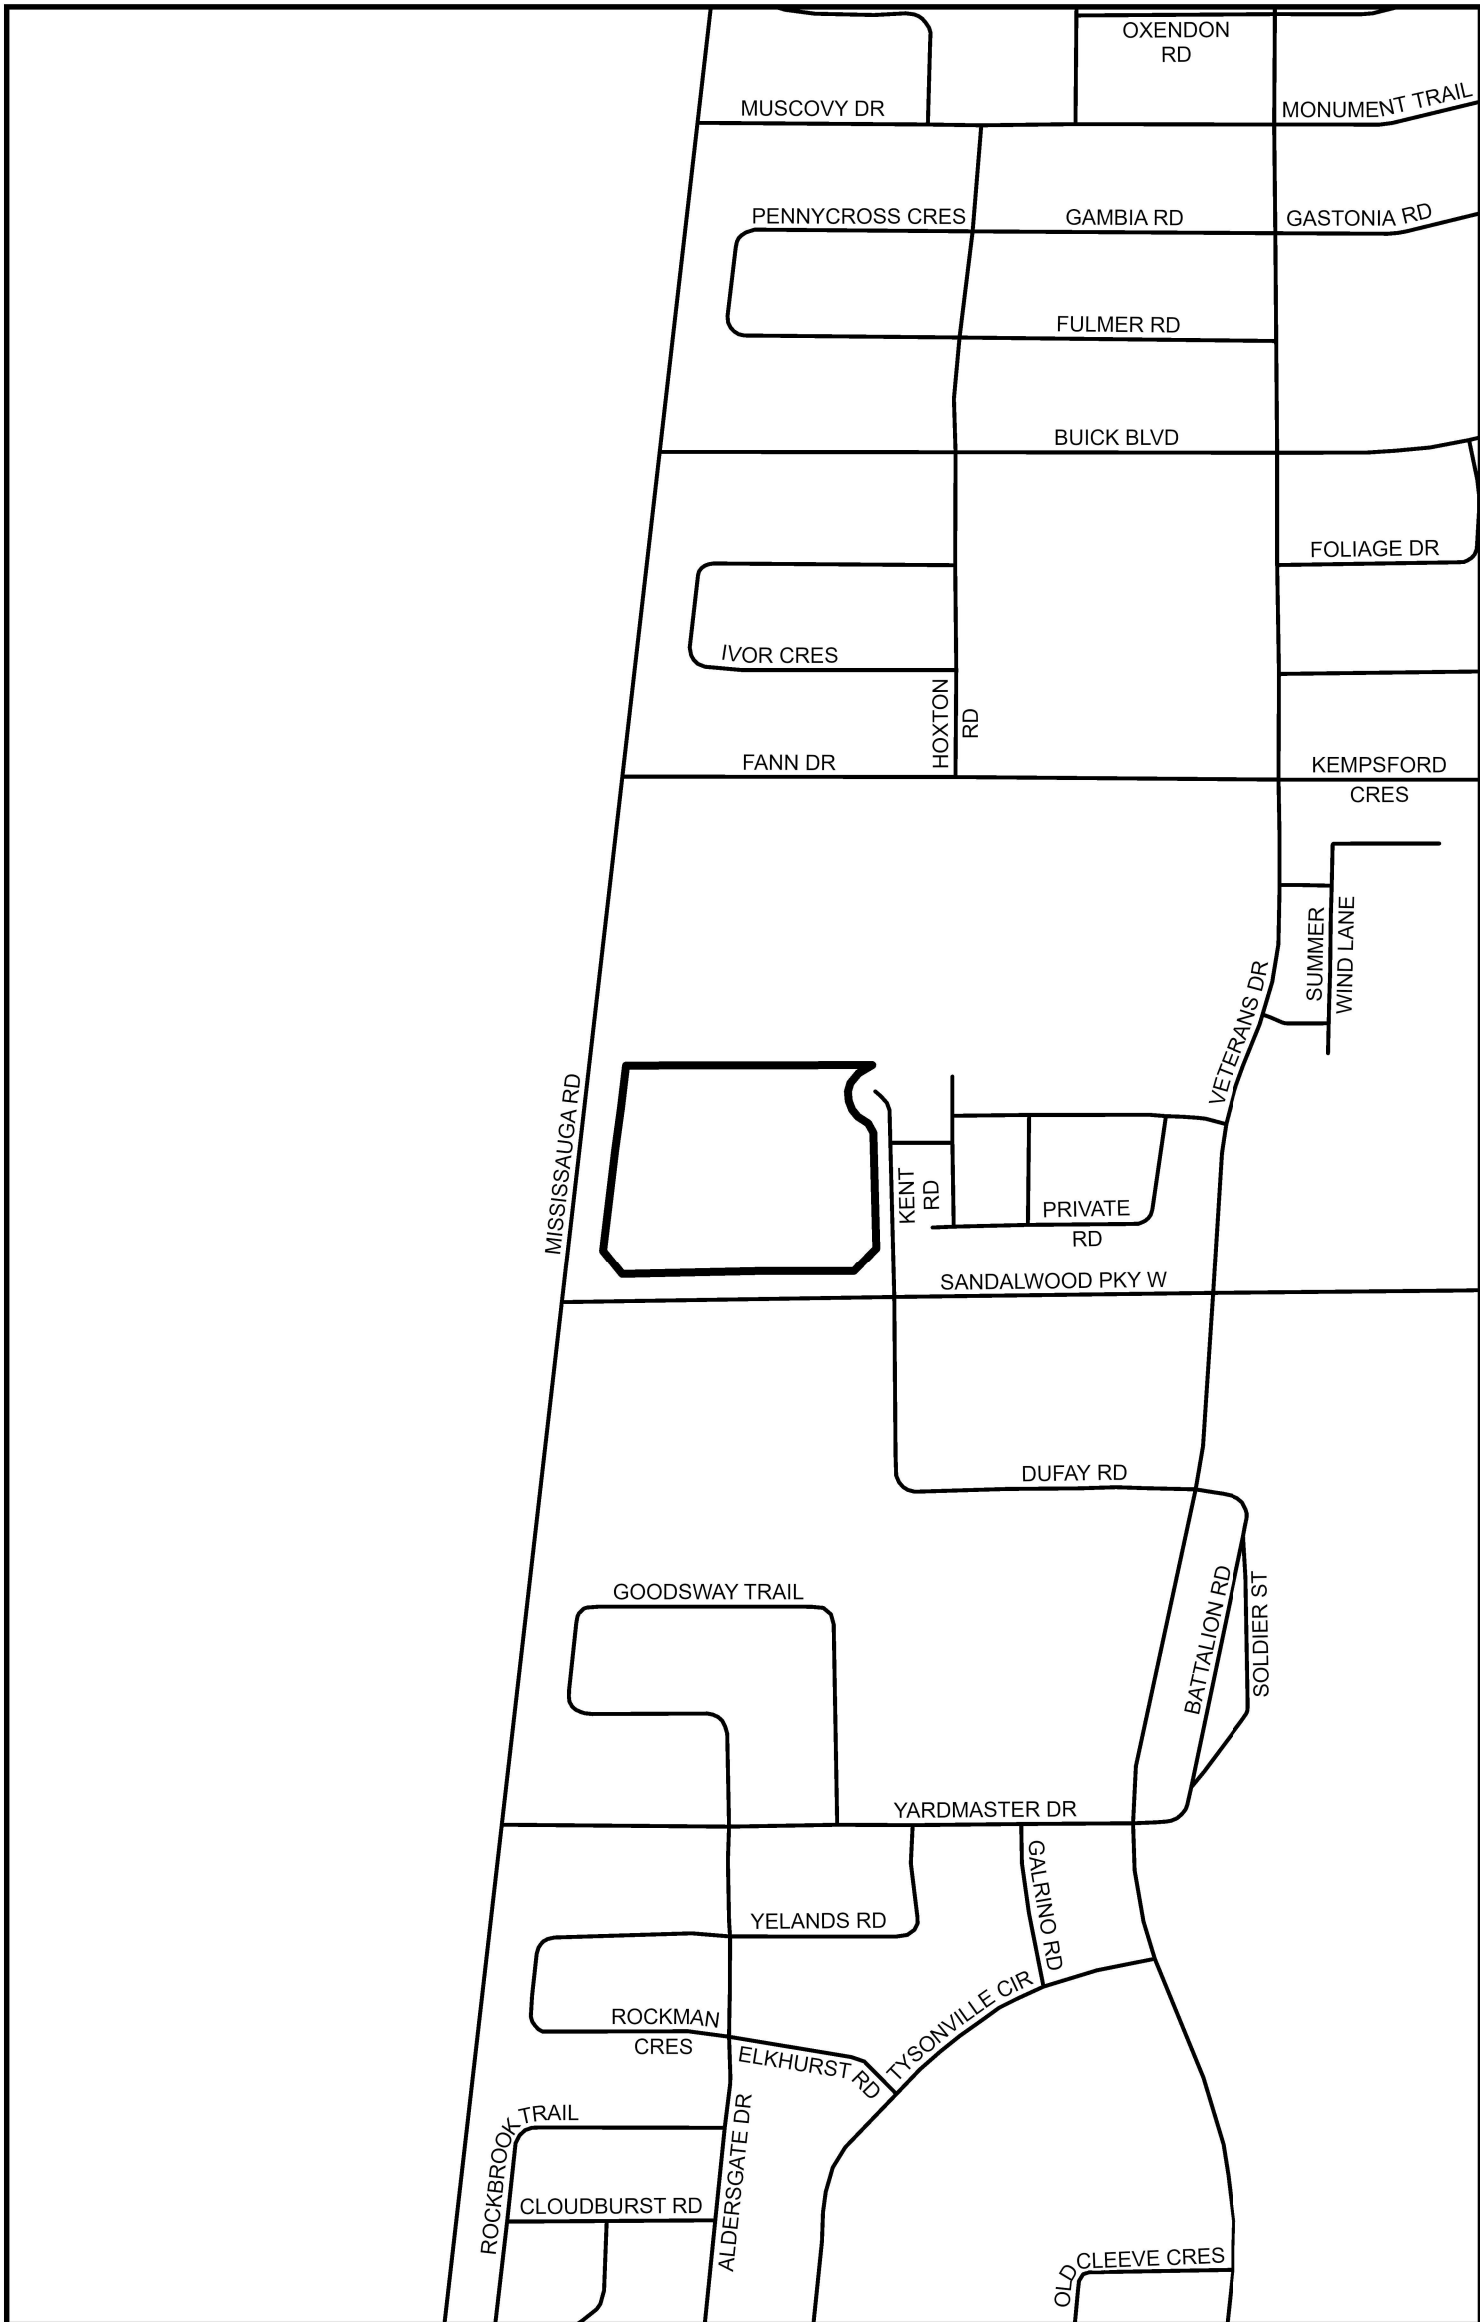 OXENDON
RD
MUSCOVY DR
MONUMENT TRAIL
PENNYCROSS CRES
GAMBIA RD
GASTONIA RD
FULMER RD
BUICK BLVD
FOLIAGE DR
IVOR CRES
HOXTON
RD
FANN DR
KEMPSFORD
CRES
SUMMER
WIND LANE
VETERANS DR
MISSISSAUGA RD
KENT
RD
PRIVATE
RD
SANDALWOOD PKY W
DUFAY RD
BATTALION RD
SOLDIER ST
GOODSWAY TRAIL
YARDMASTER DR
GALRINO RD
YELANDS RD
TYSONVILLE CIR
ROCKMAN
CRES
ELKHURST RD
ROCKBROOK TRAIL
ALDERSGATE DR
CLOUDBURST RD
OLD CLEEVE CRES